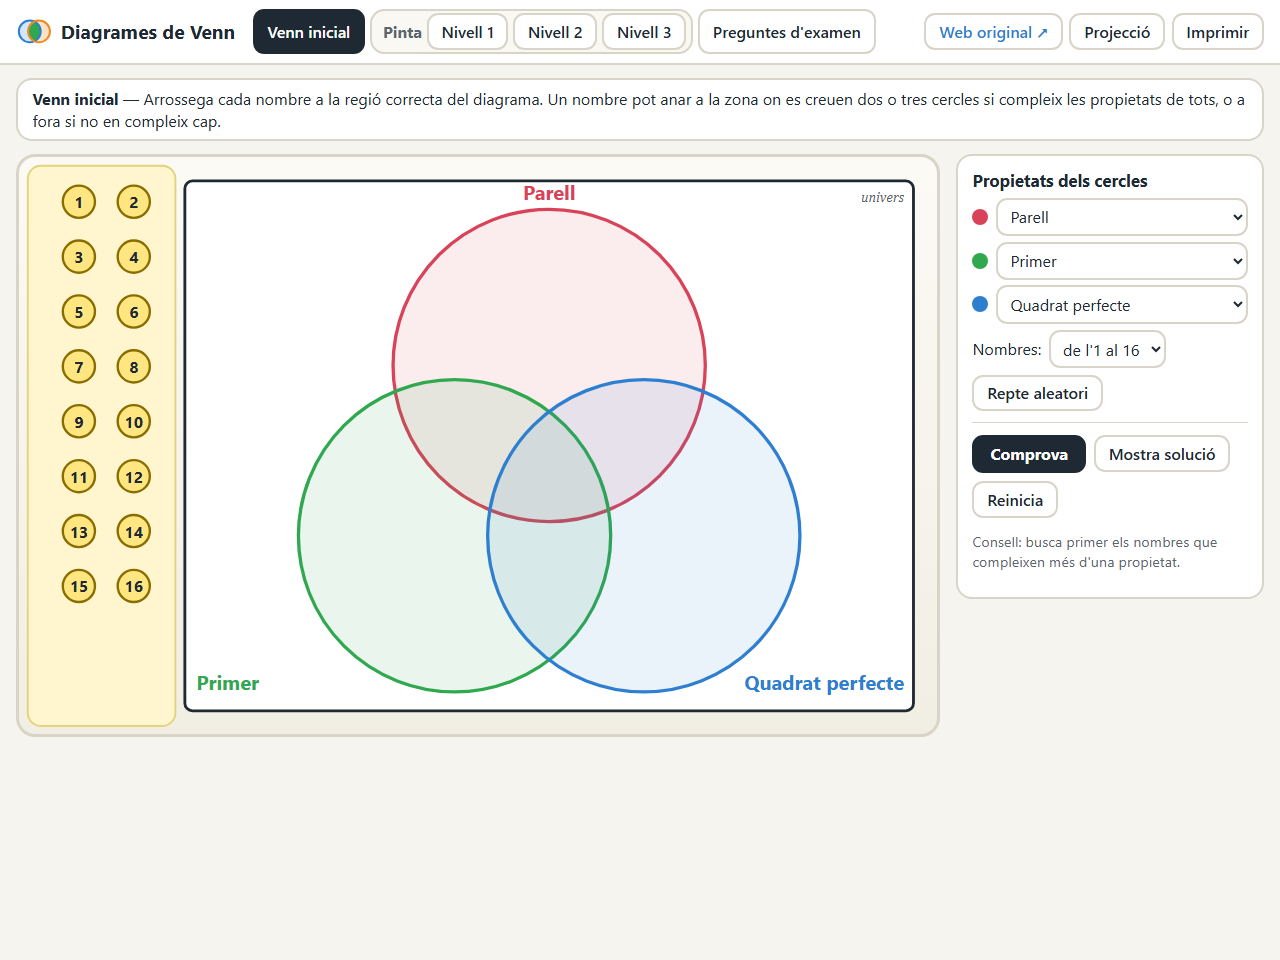 Diagrames de Venn
Venn inicial
Pinta
Nivell 1
Nivell 2
Nivell 3
Preguntes d'examen
Web original ↗
Projecció
Imprimir
Venn inicial — Arrossega cada nombre a la regió correcta del diagrama. Un nombre pot anar a la zona on es creuen dos o tres cercles si compleix les propietats de tots, o a
fora si no en compleix cap.
1 2
3 4
5 6
7 8
9 10
11 12
13 14
15 16
Parell
univers
Primer
Quadrat perfecte
Propietats dels cercles
Parell
Primer
Quadrat perfecte
Nombres: de l'1 al 16
Repte aleatori
Comprova
Mostra solució
Reinicia
Consell: busca primer els nombres que
compleixen més d'una propietat.